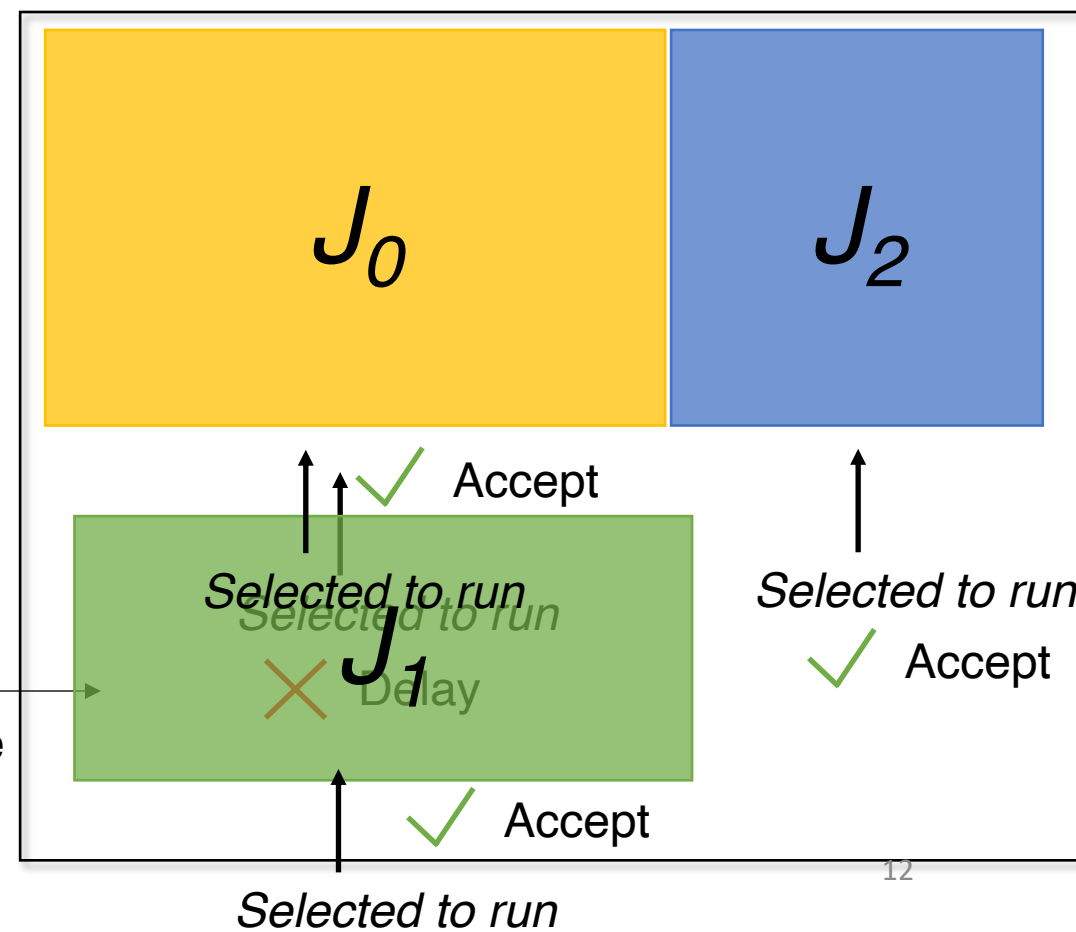 J0
J2
Accept
Selected to run
Selected to run
Selected to run
J1
Accept
Delay
e
Accept
12
Selected to run